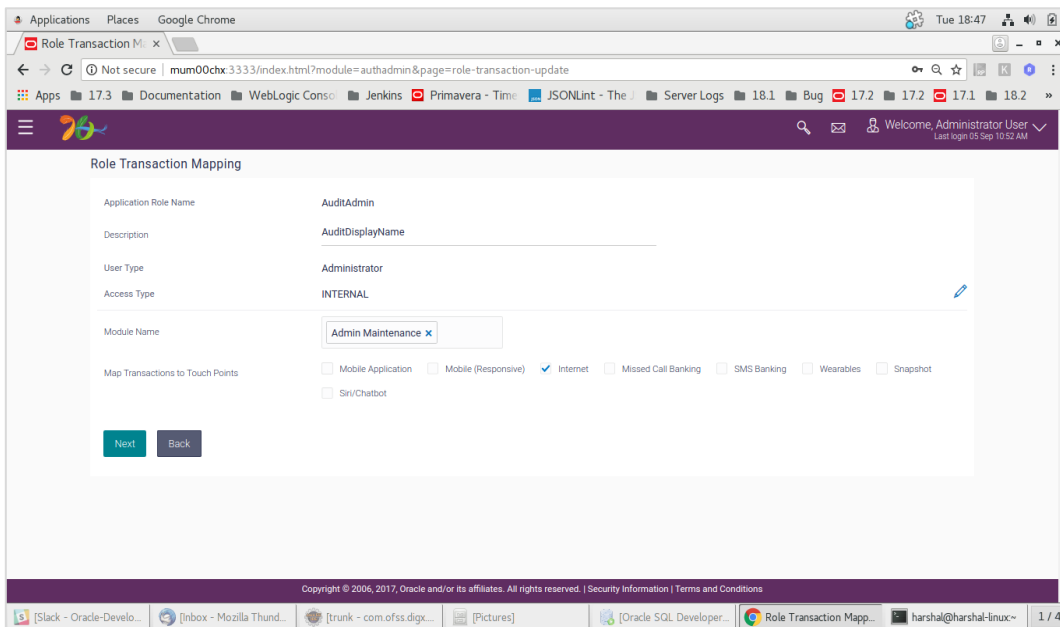 Applications Places Google Chrome Tue 18:47
Role Transaction Ma
Not secure | mum00chx:3333/index.html?module=authadmin&page=role-transaction-update
Apps 17.3 Documentation WebLogic Conso Jenkins Primavera - Time JSONLint - The J Server Logs 18.1 Bug 17.2 17.2 17.1 18.2 »
Welcome, Administrator User
Last login 05 Sep 10:52 AM
Role Transaction Mapping
Application Role Name AuditAdmin
Description AuditDisplayName
User Type Administrator
Access Type INTERNAL
Module Name Admin Maintenance ×
Map Transactions to Touch Points Mobile Application Mobile (Responsive) Internet Missed Call Banking SMS Banking Wearables Snapshot
Siri/Chatbot
Next Back
Copyright © 2006, 2017, Oracle and/or its affiliates. All rights reserved. | Security Information | Terms and Conditions
[Slack - Oracle-Develo... [Inbox - Mozilla Thund... [trunk - com.ofss.digx.... [Pictures] [Oracle SQL Developer... Role Transaction Mapp... harshal@harshal-linux:~ 1 / 4